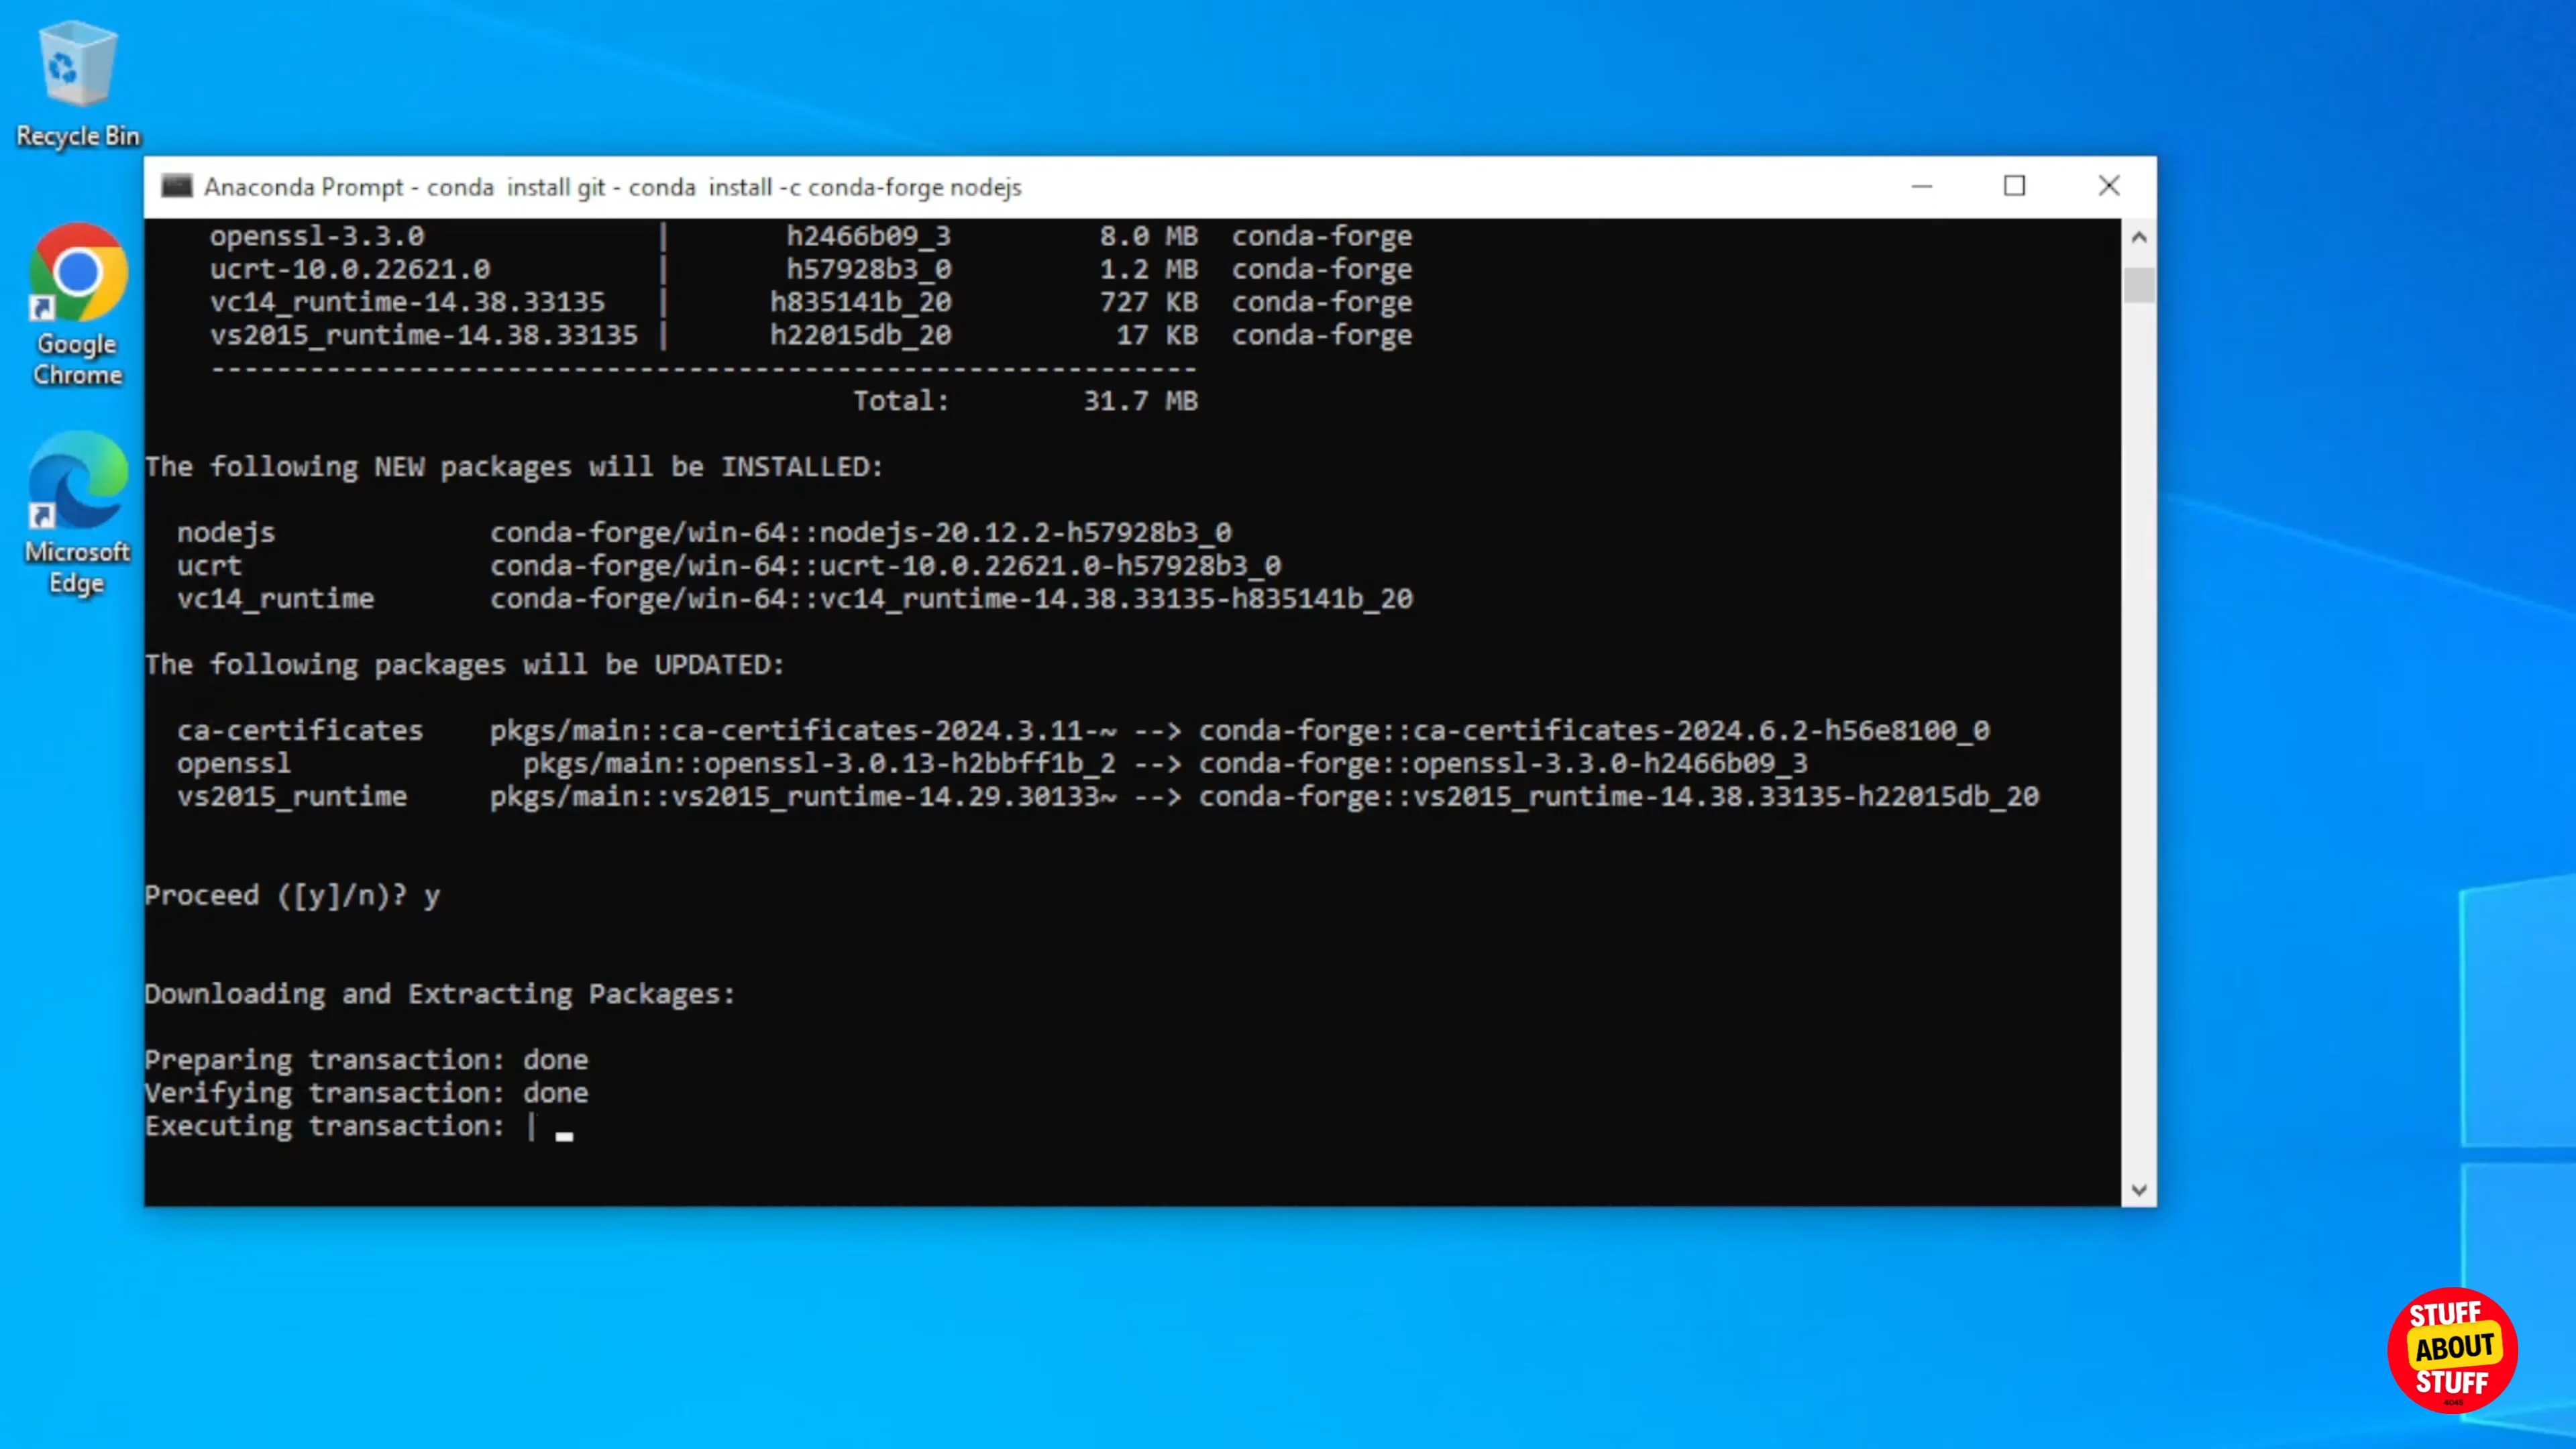 Recycle Bin
Google
Chrome
Microsoft
Edge
Anaconda Prompt - conda  install git - conda  install -c conda-forge nodejs
openssl-3.3.0              |       h2466b09_3         8.0 MB  conda-forge
ucrt-10.0.22621.0          |       h57928b3_0         1.2 MB  conda-forge
vc14_runtime-14.38.33135   |      h835141b_20         727 KB  conda-forge
vs2015_runtime-14.38.33135 |      h22015db_20          17 KB  conda-forge
------------------------------------------------------------
Total:        31.7 MB
The following NEW packages will be INSTALLED:
nodejs             conda-forge/win-64::nodejs-20.12.2-h57928b3_0
ucrt               conda-forge/win-64::ucrt-10.0.22621.0-h57928b3_0
vc14_runtime       conda-forge/win-64::vc14_runtime-14.38.33135-h835141b_20
The following packages will be UPDATED:
ca-certificates    pkgs/main::ca-certificates-2024.3.11-~ --> conda-forge::ca-certificates-2024.6.2-h56e8100_0
openssl              pkgs/main::openssl-3.0.13-h2bbff1b_2 --> conda-forge::openssl-3.3.0-h2466b09_3
vs2015_runtime     pkgs/main::vs2015_runtime-14.29.30133~ --> conda-forge::vs2015_runtime-14.38.33135-h22015db_20
Proceed ([y]/n)? y
Downloading and Extracting Packages:
Preparing transaction: done
Verifying transaction: done
Executing transaction: |
STUFF
ABOUT
STUFF
4045